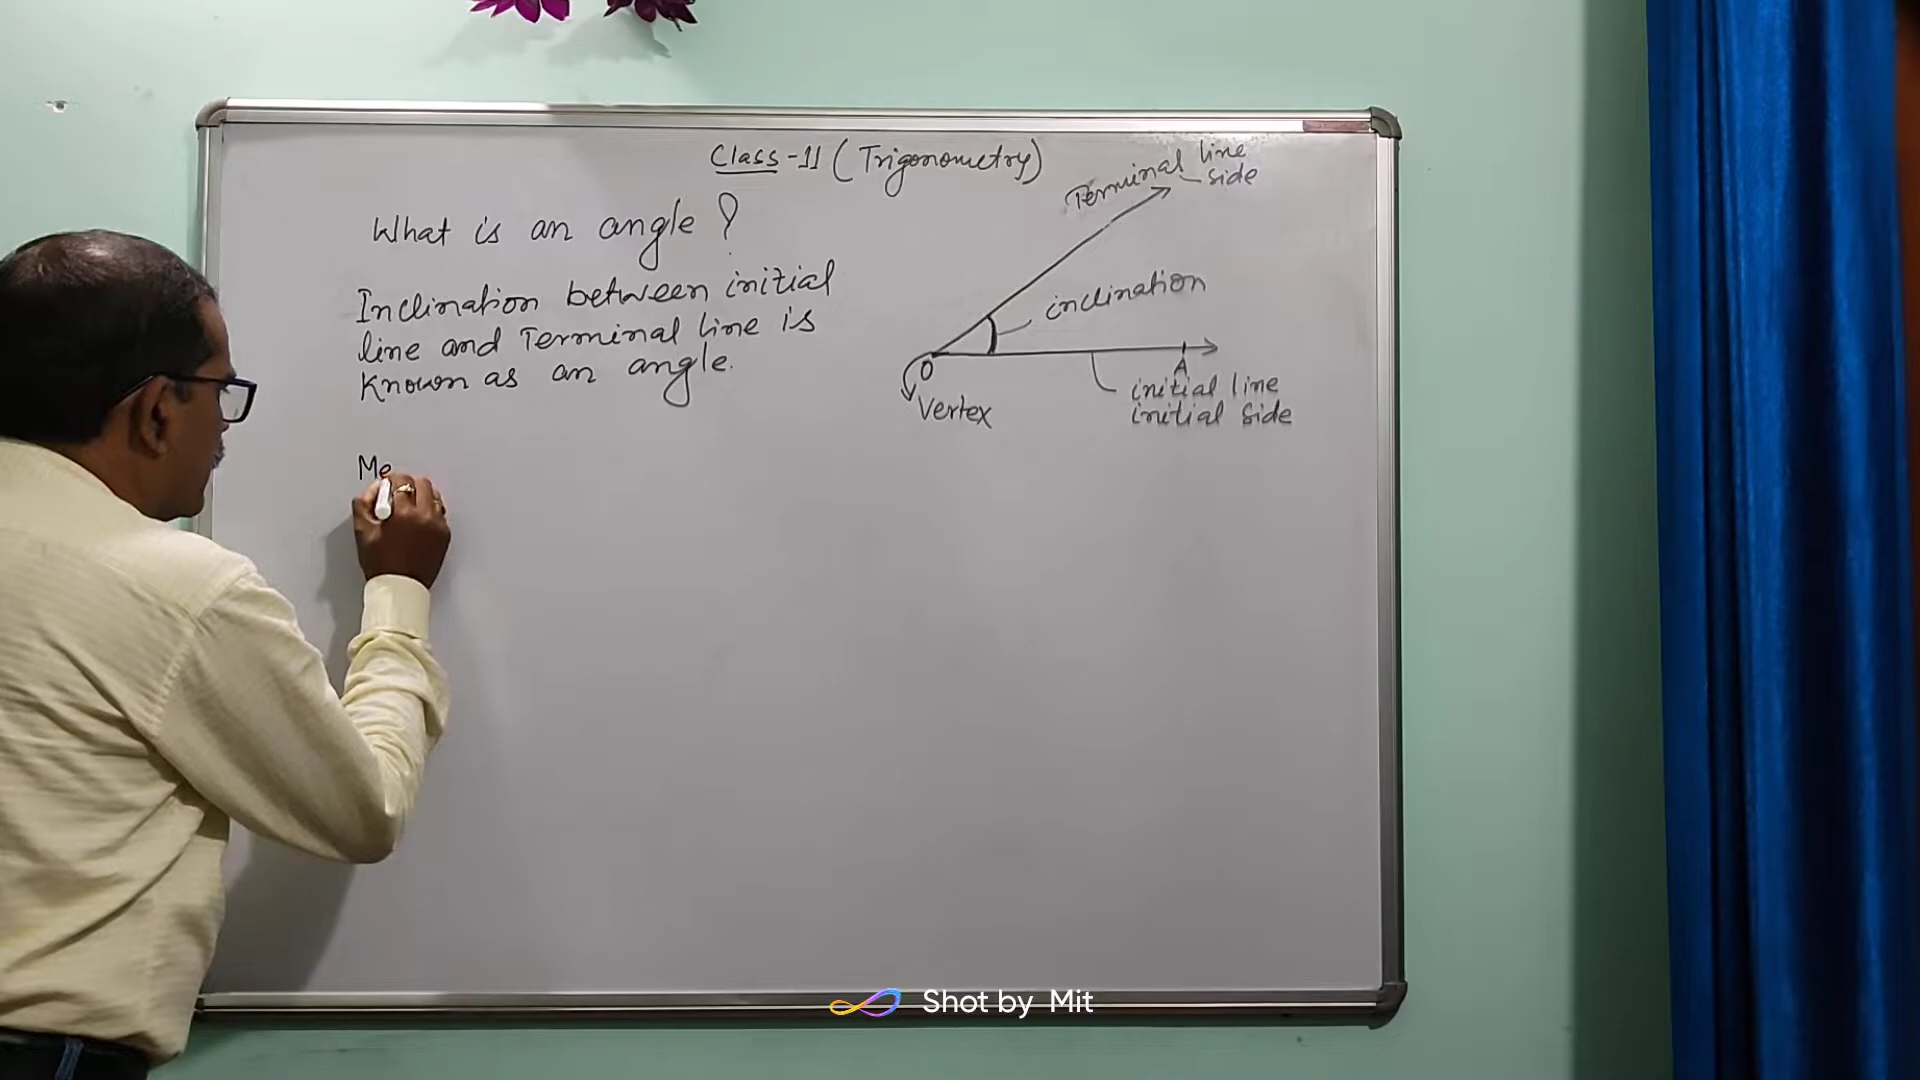 Class-11 (Trigonometry)
What is an angle?
Inclination between initial
line and Terminal line is
known as an angle.
Me
Terminal line
side
inclination
O
A
Vertex
initial line
initial side
Shot by Mit